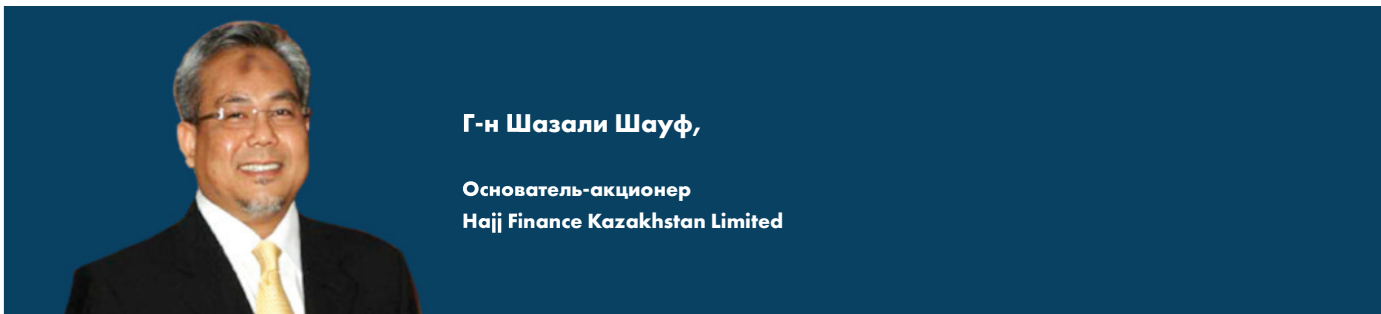 Г-н Шазали Шауф,
Основатель-акционер
Hajj Finance Kazakhstan Limited